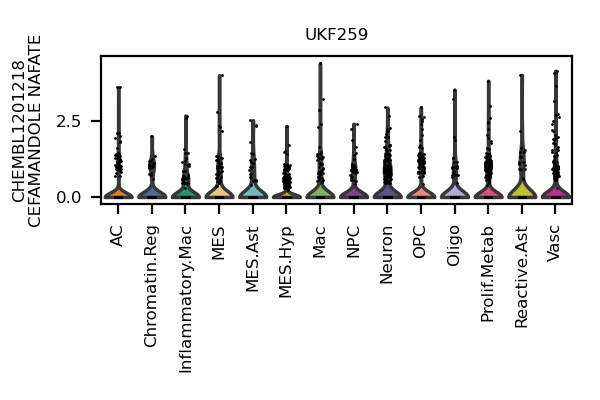 UKF259
CHEMBL1201218
CEFAMANDOLE NAFATE
2.5
0.0
AC
Chromatin.Reg
Inflammatory.Mac
MES
MES.Ast
MES.Hyp
Mac
NPC
Neuron
OPC
Oligo
Prolif.Metab
Reactive.Ast
Vasc